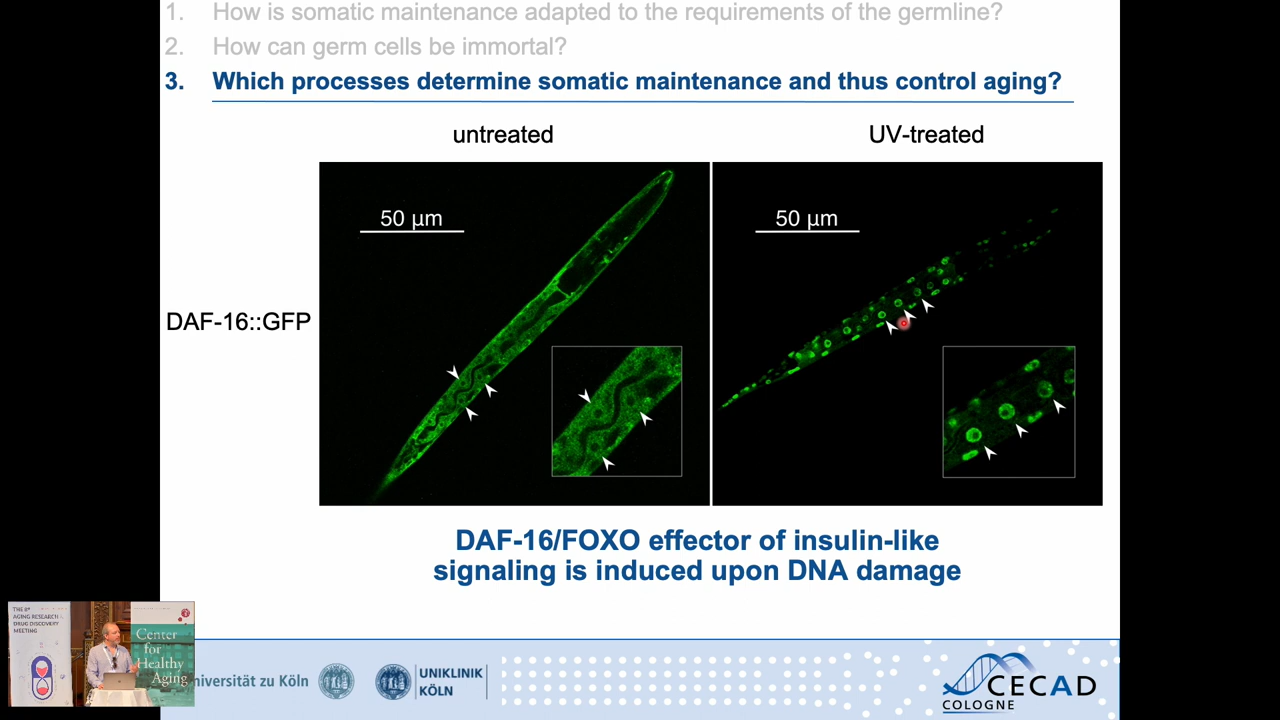 1. How is somatic maintenance adapted to the requirements of the germline?
2. How can germ cells be immortal?
3. Which processes determine somatic maintenance and thus control aging?
untreated
UV-treated
50 µm
50 µm
DAF-16::GFP
DAF-16/FOXO effector of insulin-like
signaling is induced upon DNA damage
THE 8th
AGING RESEARCH &
DRUG DISCOVERY
MEETING
Center
for
Healthy
Aging
niversität zu Köln
UNIKLINIK
KÖLN
CECAD
COLOGNE